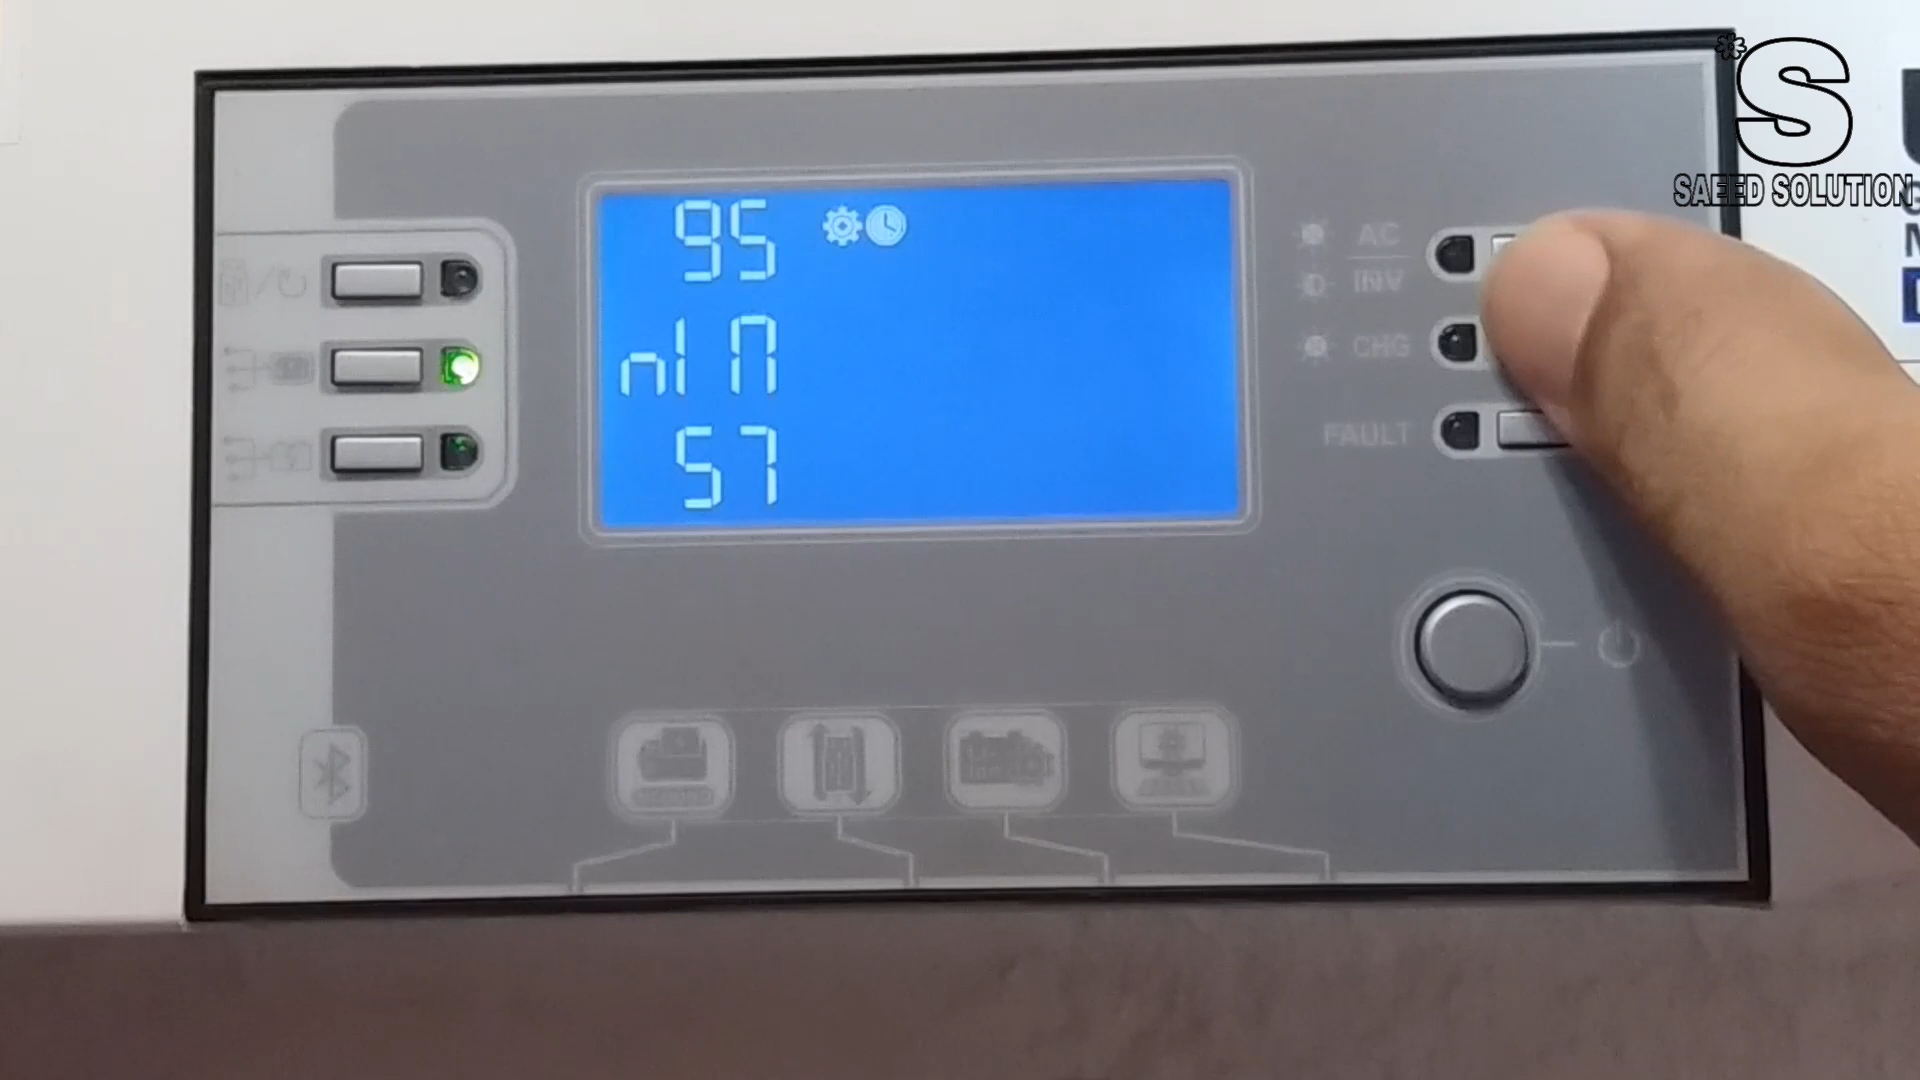 SAEED SOLUTION
95
nIN
57
AC
INV
CHG
FAULT